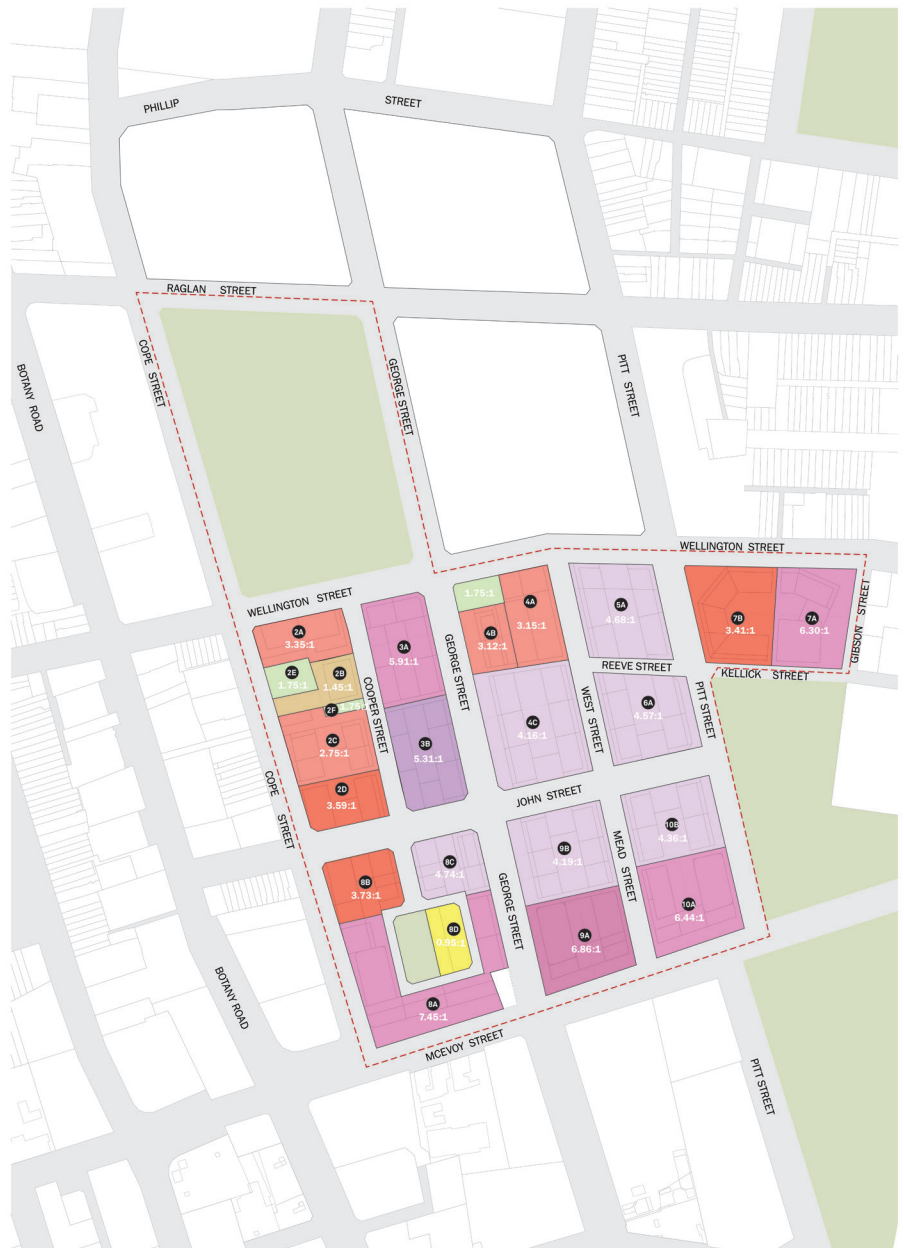 PHILLIP STREET
RAGLAN STREET
COPE STREET
GEORGE STREET
PITT STREET
BOTANY ROAD
WELLINGTON STREET
WELLINGTON STREET
2A
3.35:1
2E
1.75:1
2B
1.45:1
2F
1.75:1
2C
2.75:1
2D
3.59:1
3A
5.91:1
3B
5.31:1
COOPER STREET
GEORGE STREET
1.75:1
4A
3.15:1
4B
3.12:1
4C
4.16:1
5A
4.68:1
REEVE STREET
WEST STREET
6A
4.57:1
PITT STREET
7B
3.41:1
7A
6.30:1
KELLICK STREET
GIBSON STREET
COPE STREET
JOHN STREET
8B
3.73:1
8C
4.74:1
8D
0.95:1
8A
7.45:1
GEORGE STREET
9B
4.19:1
9A
6.86:1
MEAD STREET
10B
4.36:1
10A
6.44:1
BOTANY ROAD
MCEVOY STREET
PITT STREET